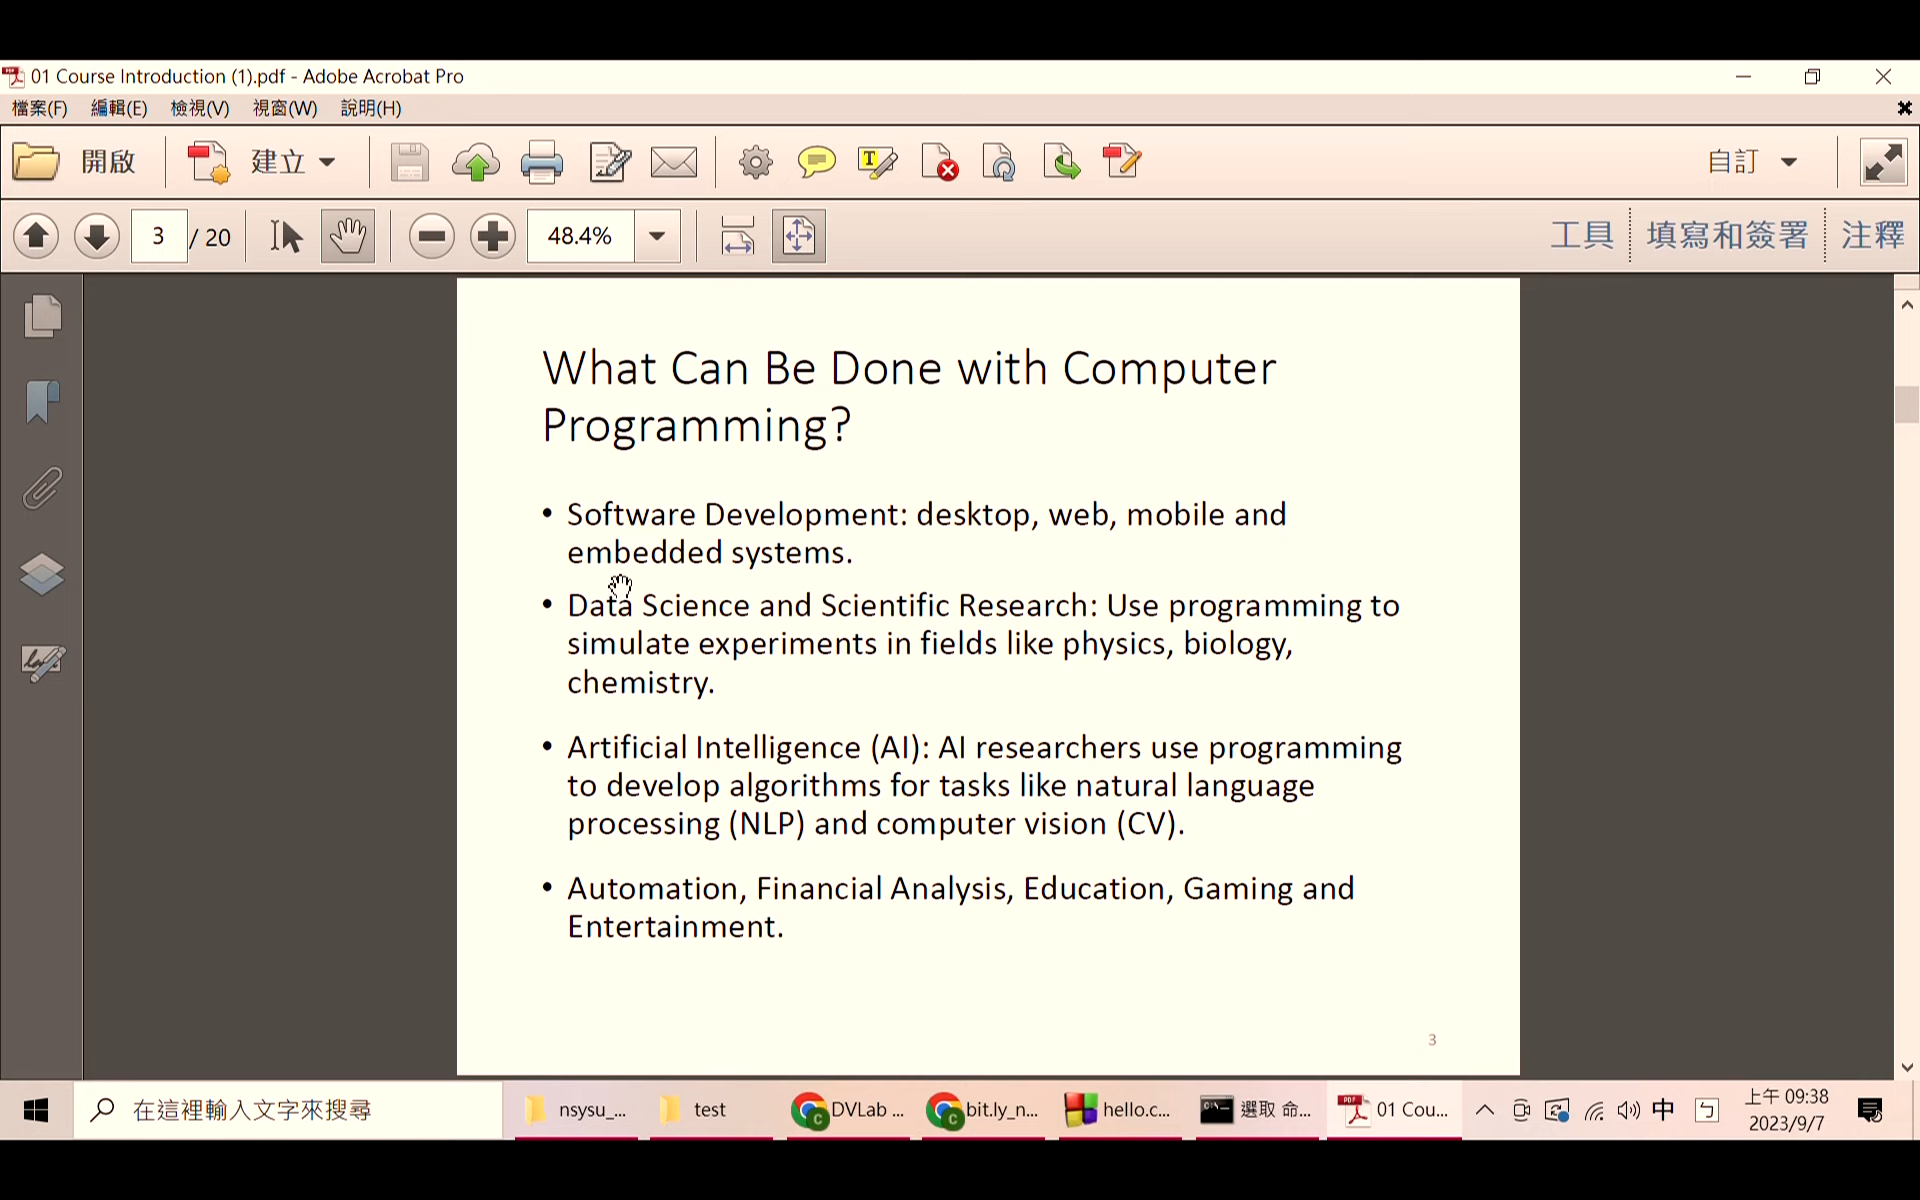 01 Course Introduction (1).pdf - Adobe Acrobat Pro
檔案(F) 編輯(E) 檢視(V) 視窗(W) 說明(H)
開啟 建立 自訂
3 / 20 48.4% 工具 填寫和簽署 注釋
What Can Be Done with Computer
Programming?
• Software Development: desktop, web, mobile and
embedded systems.
• Data Science and Scientific Research: Use programming to
simulate experiments in fields like physics, biology,
chemistry.
• Artificial Intelligence (AI): AI researchers use programming
to develop algorithms for tasks like natural language
processing (NLP) and computer vision (CV).
• Automation, Financial Analysis, Education, Gaming and
Entertainment.
3
在這裡輸入文字來搜尋 nsysu_... test DVLab ... bit.ly_n... hello.c... 選取 命... 01 Cou... 中 ㄅ 上午 09:38
2023/9/7